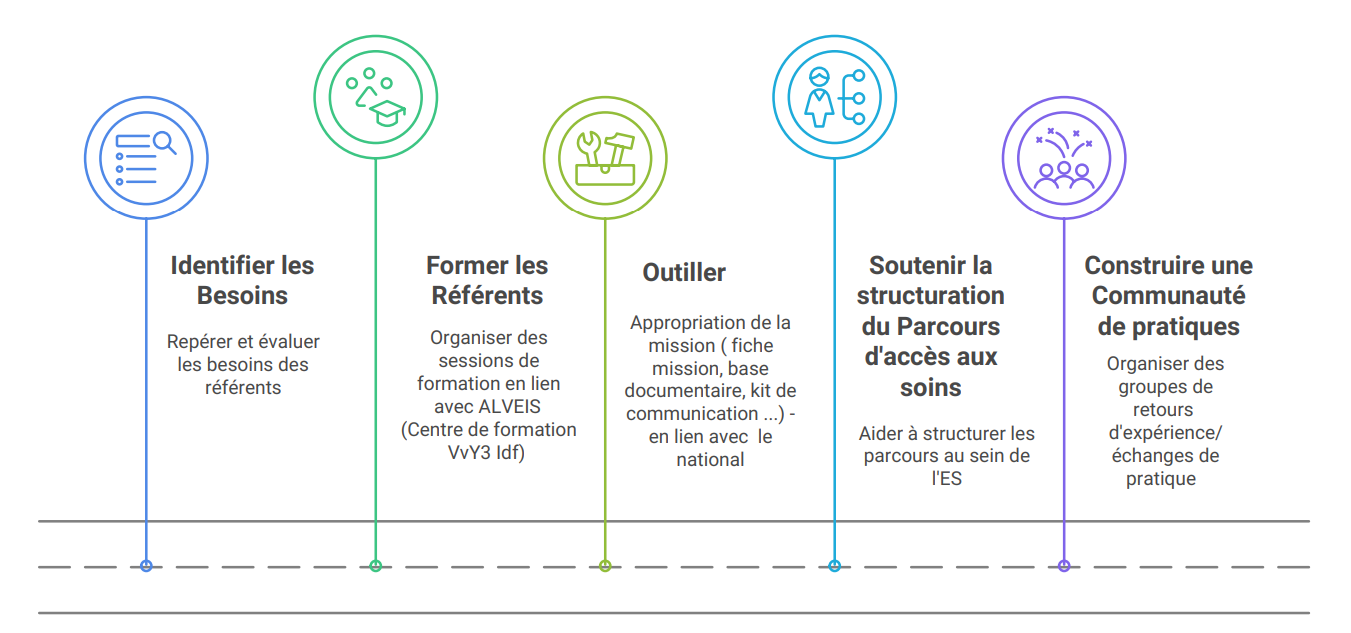 Identifier les
Besoins
Repérer et évaluer
les besoins des
référents
Former les
Référents
Organiser des
sessions de
formation en lien
avec ALVEIS
(Centre de formation
VvY3 Idf)
Outiller
Appropriation de la
mission ( fiche
mission, base
documentaire, kit de
communication ...) -
en lien avec le
national
Soutenir la
structuration
du Parcours
d'accès aux
soins
Aider à structurer les
parcours au sein de
l'ES
Construire une
Communauté
de pratiques
Organiser des
groupes de
retours
d'expérience/
échanges de
pratique